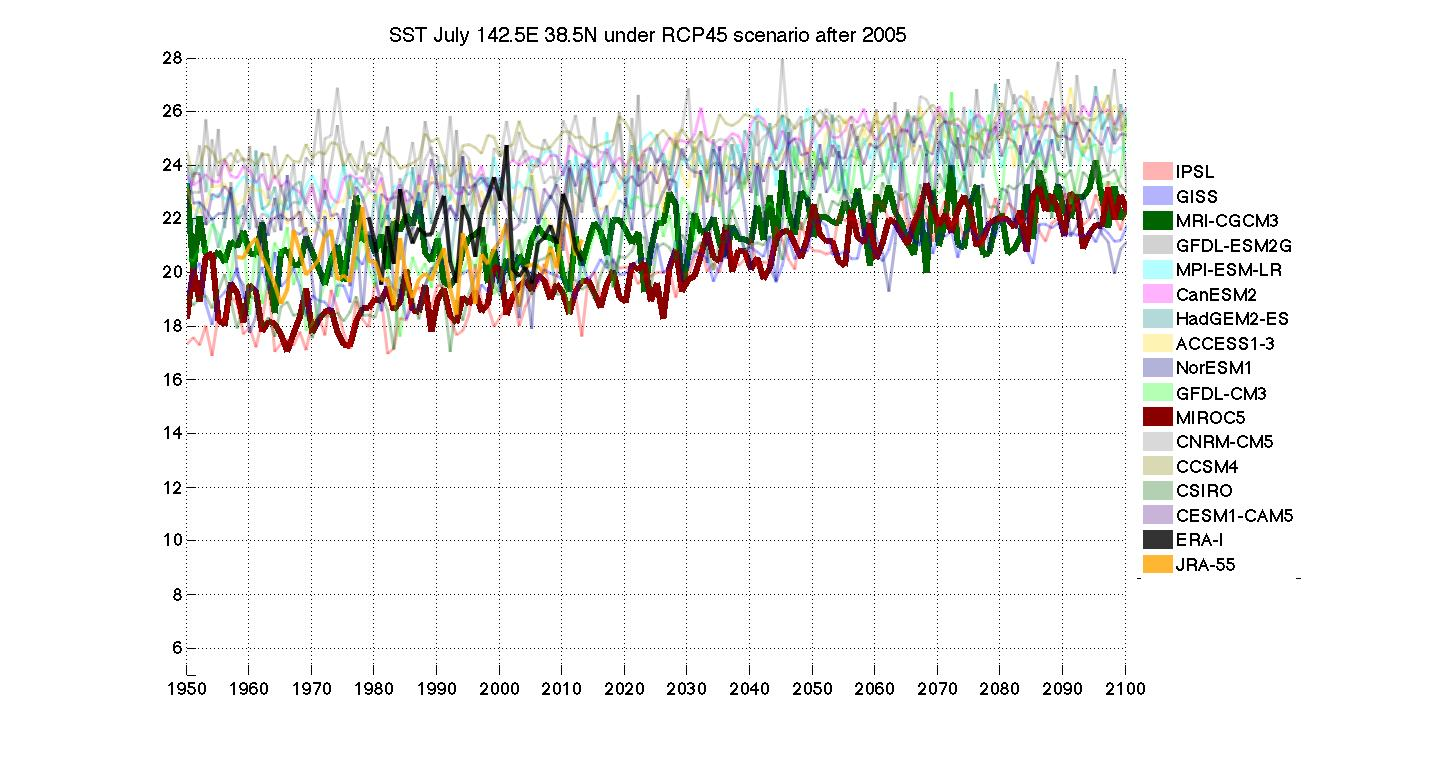 SST July 142.5E 38.5N under RCP45 scenario after 2005
28
26
24
22
20
18
16
14
12
10
8
6
1950 1960 1970 1980 1990 2000 2010 2020 2030 2040 2050 2060 2070 2080 2090 2100
IPSL
GISS
MRI-CGCM3
GFDL-ESM2G
MPI-ESM-LR
CanESM2
HadGEM2-ES
ACCESS1-3
NorESM1
GFDL-CM3
MIROC5
CNRM-CM5
CCSM4
CSIRO
CESM1-CAM5
ERA-I
JRA-55